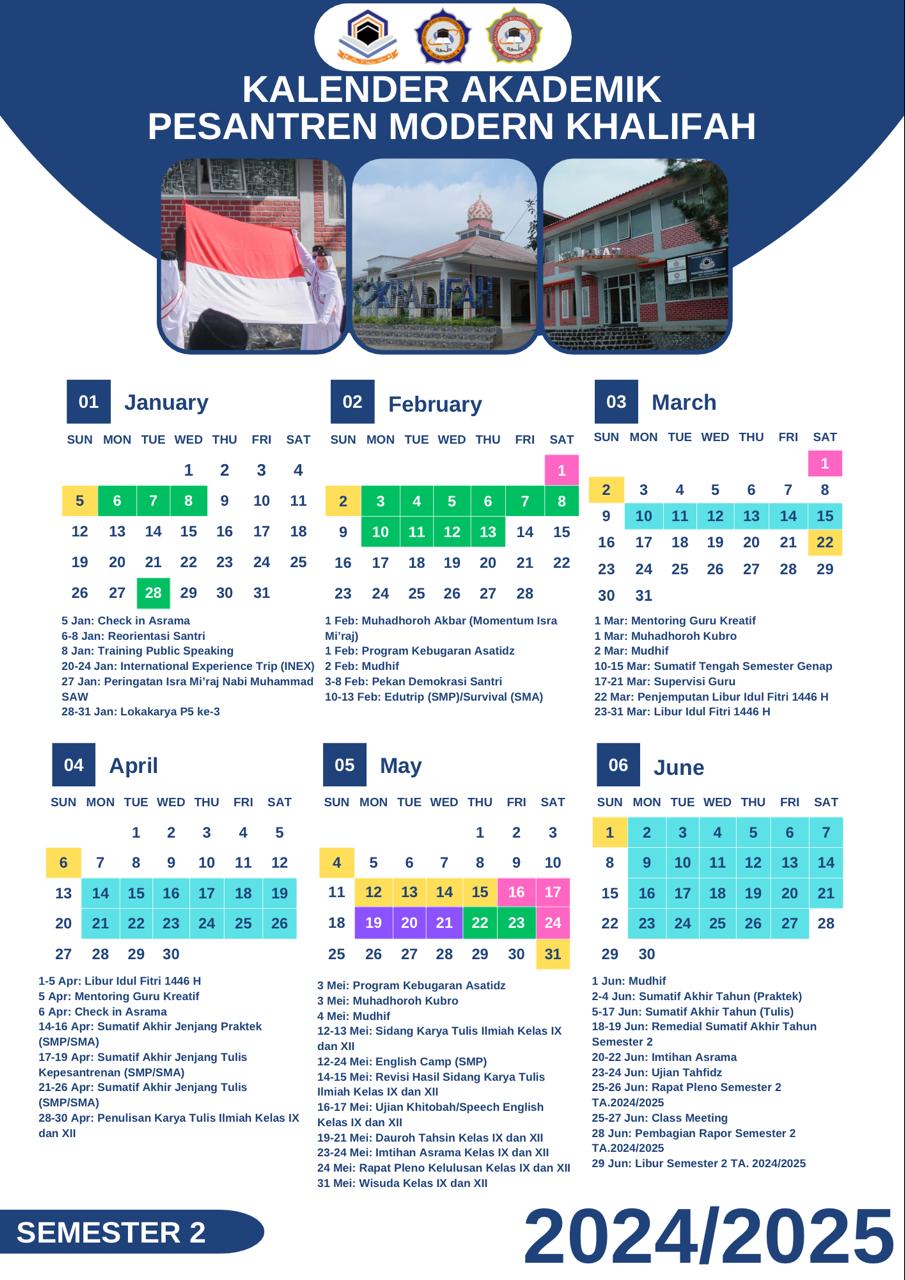 KALENDER AKADEMIK
PESANTREN MODERN KHALIFAH
KHALIFAH
01 January
SUN MON TUE WED THU FRI SAT
1 2 3 4
5 6 7 8 9 10 11
12 13 14 15 16 17 18
19 20 21 22 23 24 25
26 27 28 29 30 31
5 Jan: Check in Asrama
6-8 Jan: Reorientasi Santri
8 Jan: Training Public Speaking
20-24 Jan: International Experience Trip (INEX)
27 Jan: Peringatan Isra Mi'raj Nabi Muhammad
SAW
28-31 Jan: Lokakarya P5 ke-3
02 February
SUN MON TUE WED THU FRI SAT
1
2 3 4 5 6 7 8
9 10 11 12 13 14 15
16 17 18 19 20 21 22
23 24 25 26 27 28
1 Feb: Muhadhoroh Akbar (Momentum Isra
Mi'raj)
1 Feb: Program Kebugaran Asatidz
2 Feb: Mudhif
3-8 Feb: Pekan Demokrasi Santri
10-13 Feb: Edutrip (SMP)/Survival (SMA)
03 March
SUN MON TUE WED THU FRI SAT
1
2 3 4 5 6 7 8
9 10 11 12 13 14 15
16 17 18 19 20 21 22
23 24 25 26 27 28 29
30 31
1 Mar: Mentoring Guru Kreatif
1 Mar: Muhadhoroh Kubro
2 Mar: Mudhif
10-15 Mar: Sumatif Tengah Semester Genap
17-21 Mar: Supervisi Guru
22 Mar: Penjemputan Libur Idul Fitri 1446 H
23-31 Mar: Libur Idul Fitri 1446 H
04 April
SUN MON TUE WED THU FRI SAT
1 2 3 4 5
6 7 8 9 10 11 12
13 14 15 16 17 18 19
20 21 22 23 24 25 26
27 28 29 30
1-5 Apr: Libur Idul Fitri 1446 H
5 Apr: Mentoring Guru Kreatif
6 Apr: Check in Asrama
14-16 Apr: Sumatif Akhir Jenjang Praktek
(SMP/SMA)
17-19 Apr: Sumatif Akhir Jenjang Tulis
Kepesantrenan (SMP/SMA)
21-26 Apr: Sumatif Akhir Jenjang Tulis
(SMP/SMA)
28-30 Apr: Penulisan Karya Tulis Ilmiah Kelas IX
dan XII
05 May
SUN MON TUE WED THU FRI SAT
1 2 3
4 5 6 7 8 9 10
11 12 13 14 15 16 17
18 19 20 21 22 23 24
25 26 27 28 29 30 31
3 Mei: Program Kebugaran Asatidz
3 Mei: Muhadhoroh Kubro
4 Mei: Mudhif
12-13 Mei: Sidang Karya Tulis Ilmiah Kelas IX
dan XII
12-24 Mei: English Camp (SMP)
14-15 Mei: Revisi Hasil Sidang Karya Tulis
Ilmiah Kelas IX dan XII
16-17 Mei: Ujian Khitobah/Speech English
Kelas IX dan XII
19-21 Mei: Dauroh Tahsin Kelas IX dan XII
23-24 Mei: Imtihan Asrama Kelas IX dan XII
24 Mei: Rapat Pleno Kelulusan Kelas IX dan XII
31 Mei: Wisuda Kelas IX dan XII
06 June
SUN MON TUE WED THU FRI SAT
1 2 3 4 5 6 7
8 9 10 11 12 13 14
15 16 17 18 19 20 21
22 23 24 25 26 27 28
29 30
1 Jun: Mudhif
2-4 Jun: Sumatif Akhir Tahun (Praktek)
5-17 Jun: Sumatif Akhir Tahun (Tulis)
18-19 Jun: Remedial Sumatif Akhir Tahun
Semester 2
20-22 Jun: Imtihan Asrama
23-24 Jun: Ujian Tahfidz
25-26 Jun: Rapat Pleno Semester 2
TA.2024/2025
25-27 Jun: Class Meeting
28 Jun: Pembagian Rapor Semester 2
TA.2024/2025
29 Jun: Libur Semester 2 TA. 2024/2025
SEMESTER 2
2024/2025